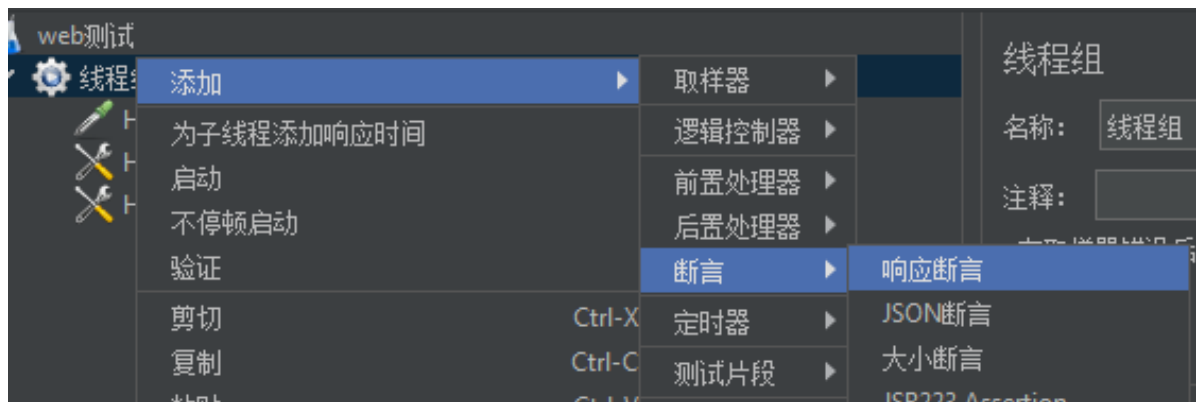 web测试
线程
H
H
H
添加
为子线程添加响应时间
启动
不停顿启动
验证
剪切 Ctrl-X
复制 Ctrl-C
取样器
逻辑控制器
前置处理器
后置处理器
断言
定时器
测试片段
响应断言
JSON断言
大小断言
JSR223 Assertion
线程组
名称: 线程组
注释: